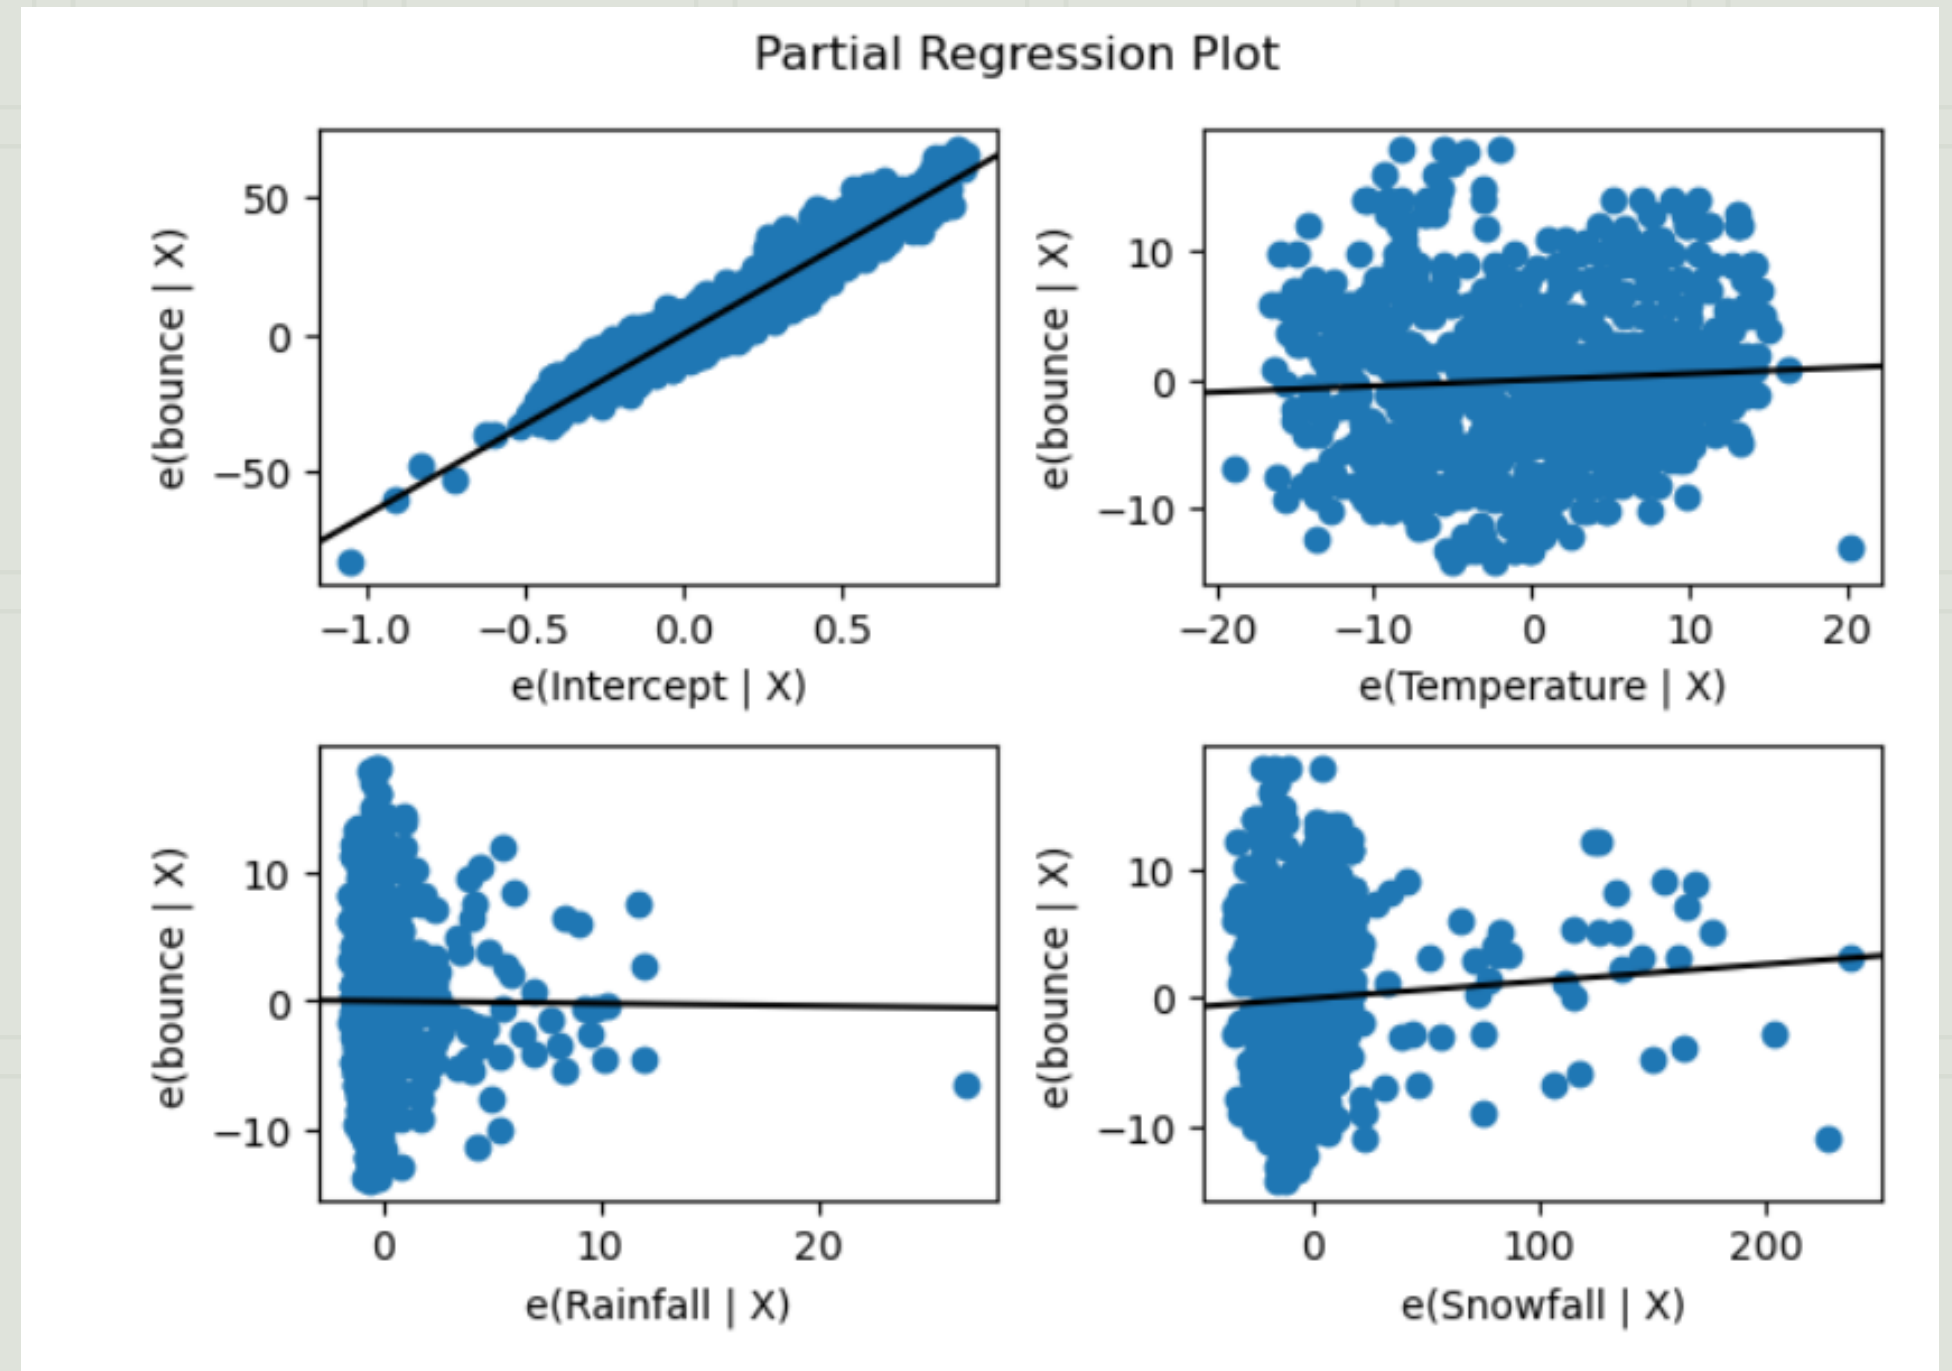 Partial Regression Plot
50
0
−50
e(bounce | X)
−1.0 −0.5 0.0 0.5
e(Intercept | X)
10
0
−10
e(bounce | X)
−20 −10 0 10 20
e(Temperature | X)
10
0
−10
e(bounce | X)
0 10 20
e(Rainfall | X)
10
0
−10
e(bounce | X)
0 100 200
e(Snowfall | X)